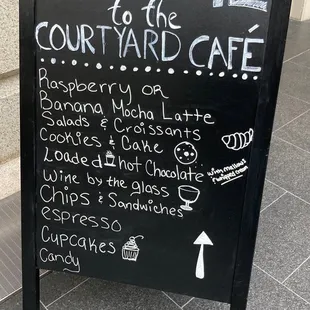 to the
COURTYARD CAFÉ
Raspberry or
Banana Mocha Latte
Salads & Croissants
Cookies & Cake
Loaded hot Chocolate
with mallows &
whipped cream
Wine by the glass
Chips & Sandwiches
espresso
Cupcakes
Candy